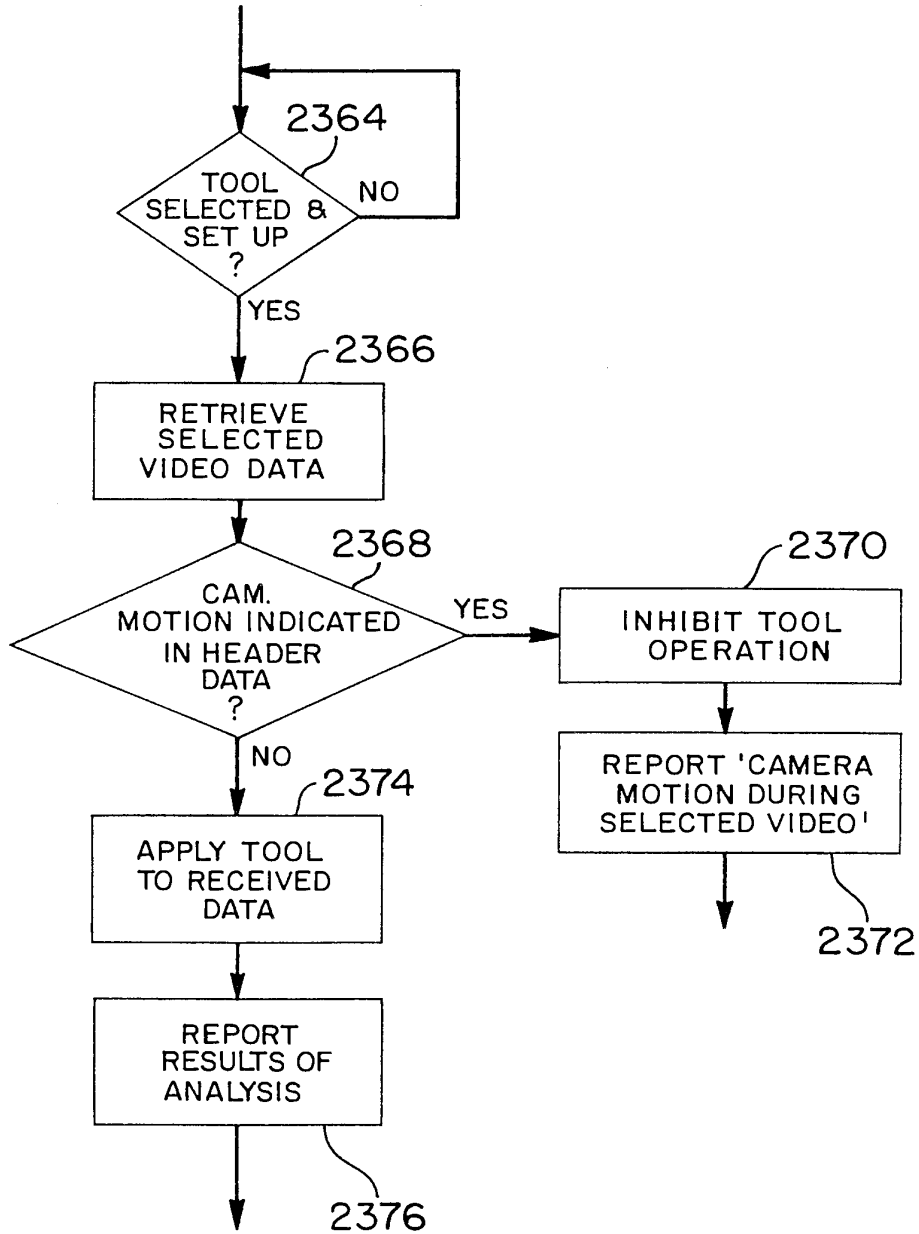 2364
TOOL
SELECTED &
SET UP
?
NO
YES
2366
RETRIEVE
SELECTED
VIDEO DATA
2368
CAM.
MOTION INDICATED
IN HEADER
DATA
?
YES
2370
INHIBIT TOOL
OPERATION
REPORT 'CAMERA
MOTION DURING
SELECTED VIDEO'
2372
NO
2374
APPLY TOOL
TO RECEIVED
DATA
REPORT
RESULTS OF
ANALYSIS
2376